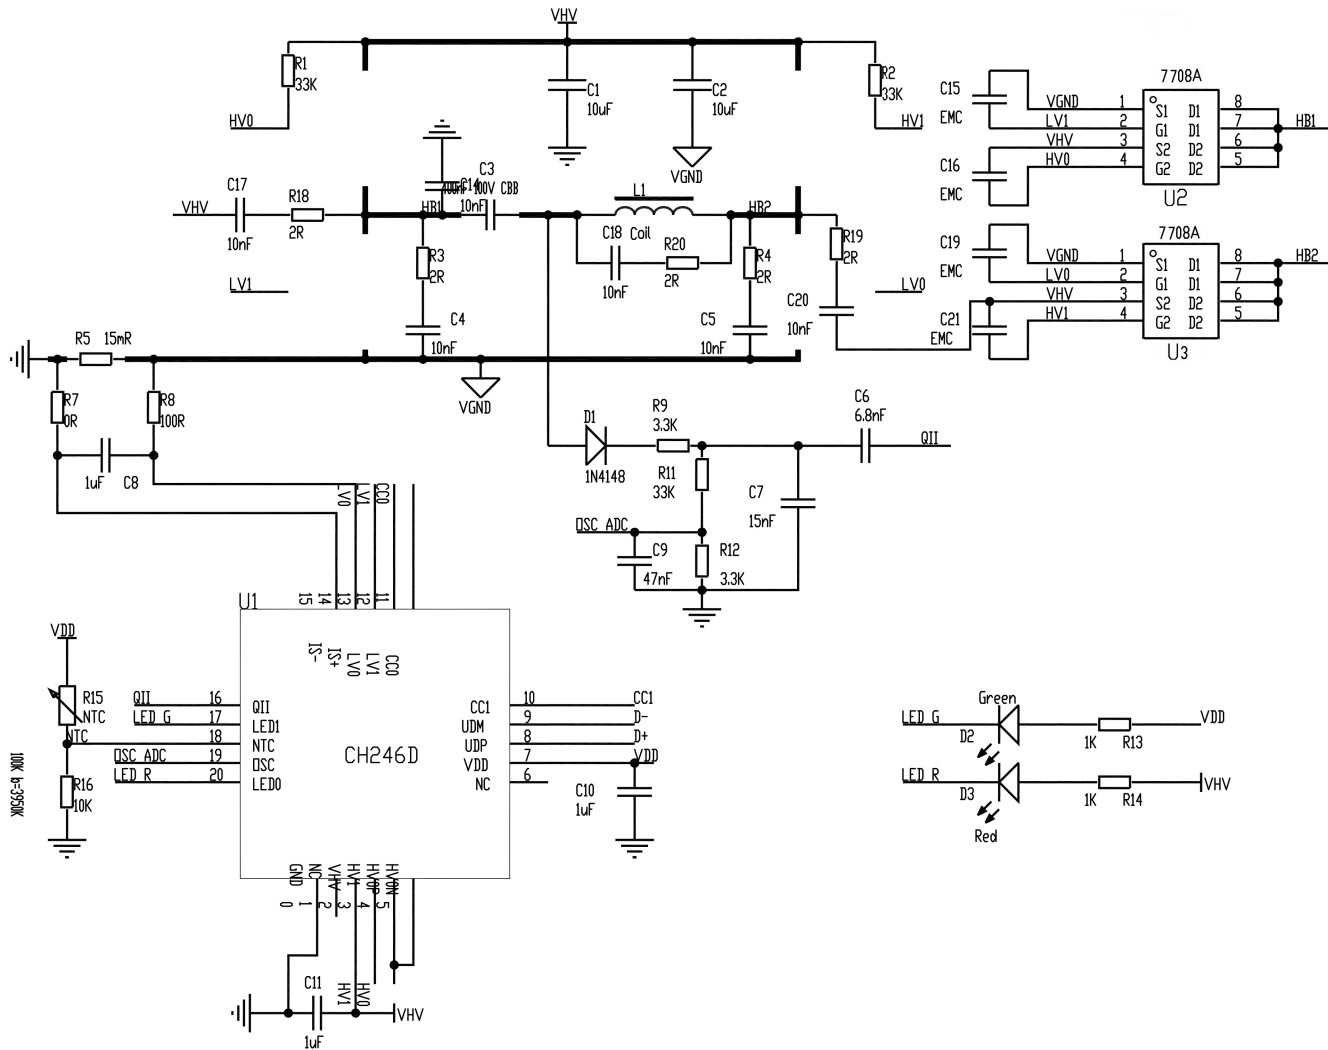 VHV
R1
33K
HV0
C1
10uF
C2
10uF
VGND
R2
33K
HV1
C15
EMC
VGND
LV1
VHV
HV0
C16
EMC
7708A
1
2
3
4
S1
G1
S2
G2
D1
D1
D2
D2
8
7
6
5
HB1
U2
C17
VHV
10nF
R18
2R
C14
10nF
HB1
C3
100V CBB
L1
Coil
C18
10nF
R20
2R
HB2
R3
2R
C4
10nF
R4
2R
C5
10nF
R19
2R
C20
10nF
LV1
LV0
C19
EMC
VGND
LV0
VHV
HV1
C21
EMC
7708A
1
2
3
4
S1
G1
S2
G2
D1
D1
D2
D2
8
7
6
5
HB2
U3
R5 15mR
R7
0R
R8
100R
1uF C8
VGND
D1
1N4148
R9
3.3K
C6
6.8nF
QII
R11
33K
C7
15nF
OSC ADC
C9
47nF
R12
3.3K
LV0
LV1
CC0
U1
15
14
13
12
11
IS-
IS+
LV0
LV1
CC0
VDD
R15
NTC
NTC
R16
10K
100K b=3950K
QII
LED G
OSC ADC
LED R
16
17
18
19
20
QII
LED1
NTC
OSC
LED0
CH246D
CC1
UDM
UDP
VDD
NC
10
9
8
7
6
CC1
D-
D+
VDD
C10
1uF
GND
NC
VHV
HV1
HV0P
HV0N
0
1
2
3
4
5
C11
1uF
HV1
HV0
VHV
Green
LED G
D2
1K R13
VDD
LED R
D3
Red
1K R14
VHV